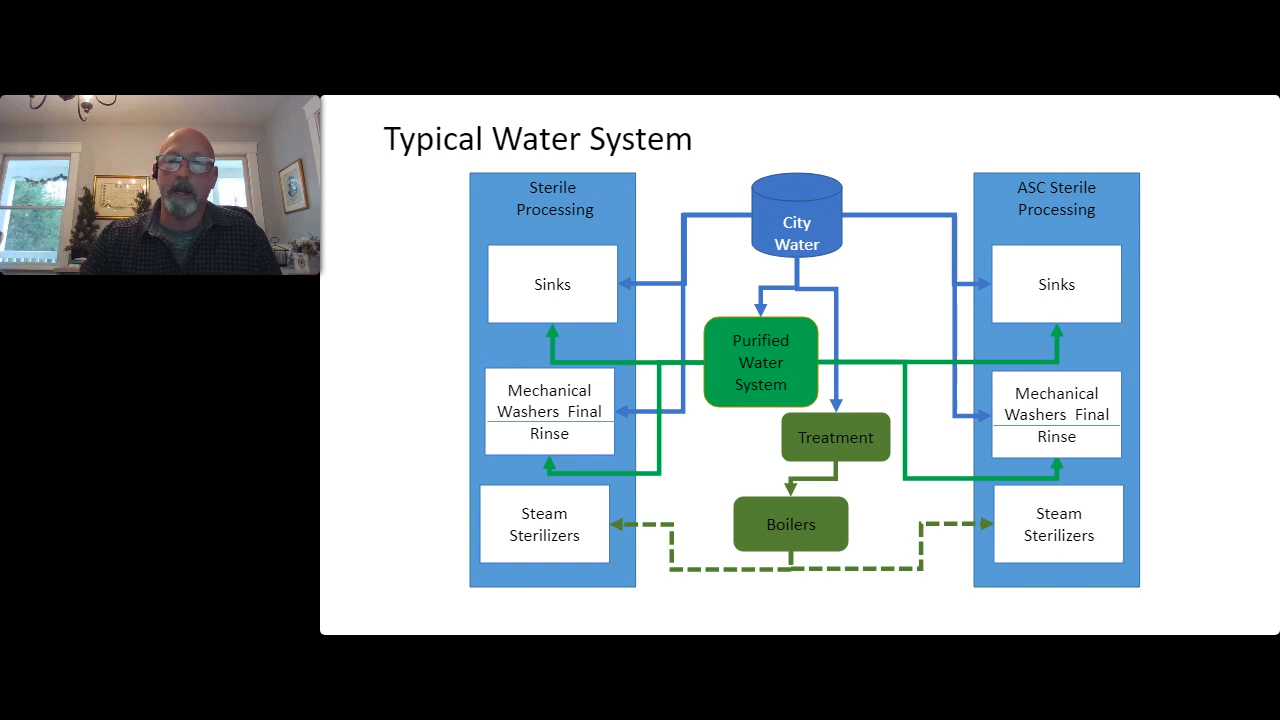 Typical Water System
Sterile
Processing
Sinks
Mechanical
Washers  Final
Rinse
Steam
Sterilizers
City
Water
Purified
Water
System
Treatment
Boilers
ASC Sterile
Processing
Sinks
Mechanical
Washers  Final
Rinse
Steam
Sterilizers